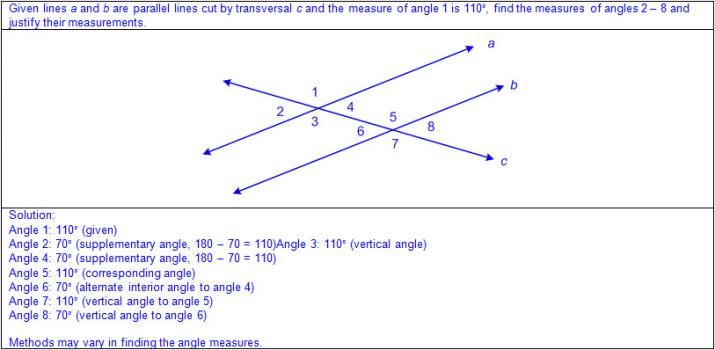 Given lines a and b are parallel lines cut by transversal c and the measure of angle 1 is 110°, find the measures of angles 2 – 8 and
justify their measurements.
a
b
1
2
4
3
5
6
8
7
c
Solution:
Angle 1: 110° (given)
Angle 2: 70° (supplementary angle, 180 – 70 = 110)Angle 3: 110° (vertical angle)
Angle 4: 70° (supplementary angle, 180 – 70 = 110)
Angle 5: 110° (corresponding angle)
Angle 6: 70° (alternate interior angle to angle 4)
Angle 7: 110° (vertical angle to angle 5)
Angle 8: 70° (vertical angle to angle 6)
Methods may vary in finding the angle measures.